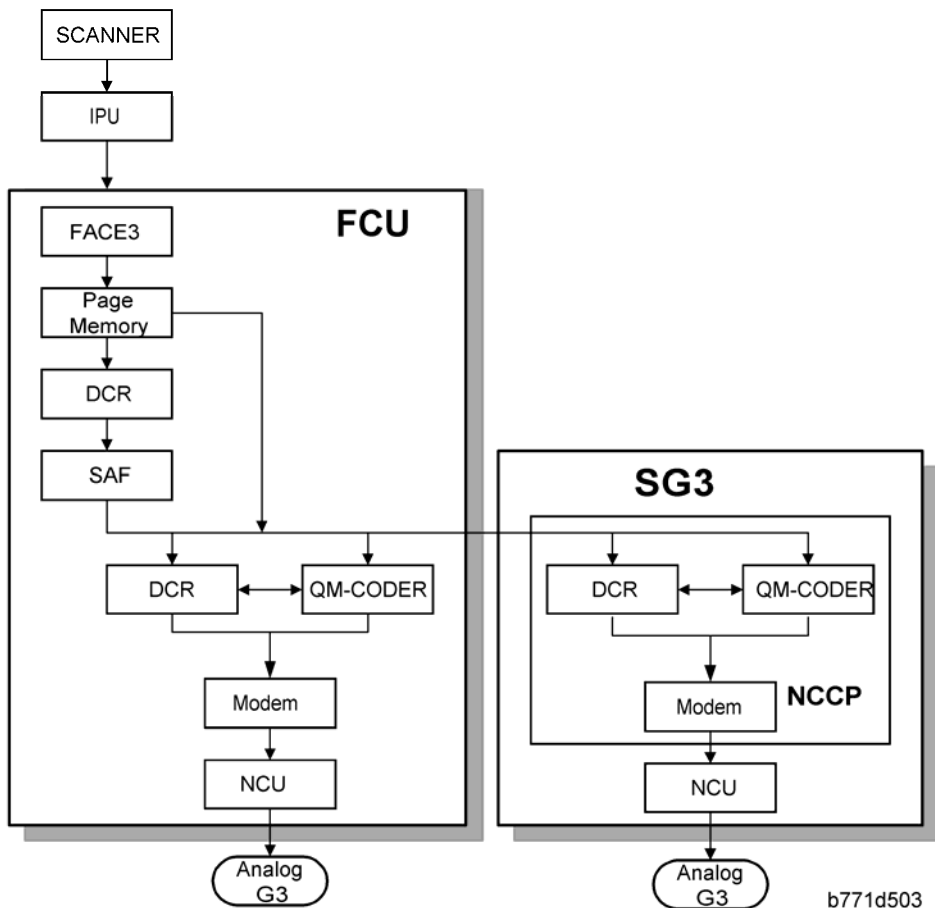 SCANNER
IPU
FCU
FACE3
Page
Memory
DCR
SAF
DCR
QM-CODER
Modem
NCU
Analog
G3
SG3
DCR
QM-CODER
Modem
NCCP
NCU
Analog
G3
b771d503